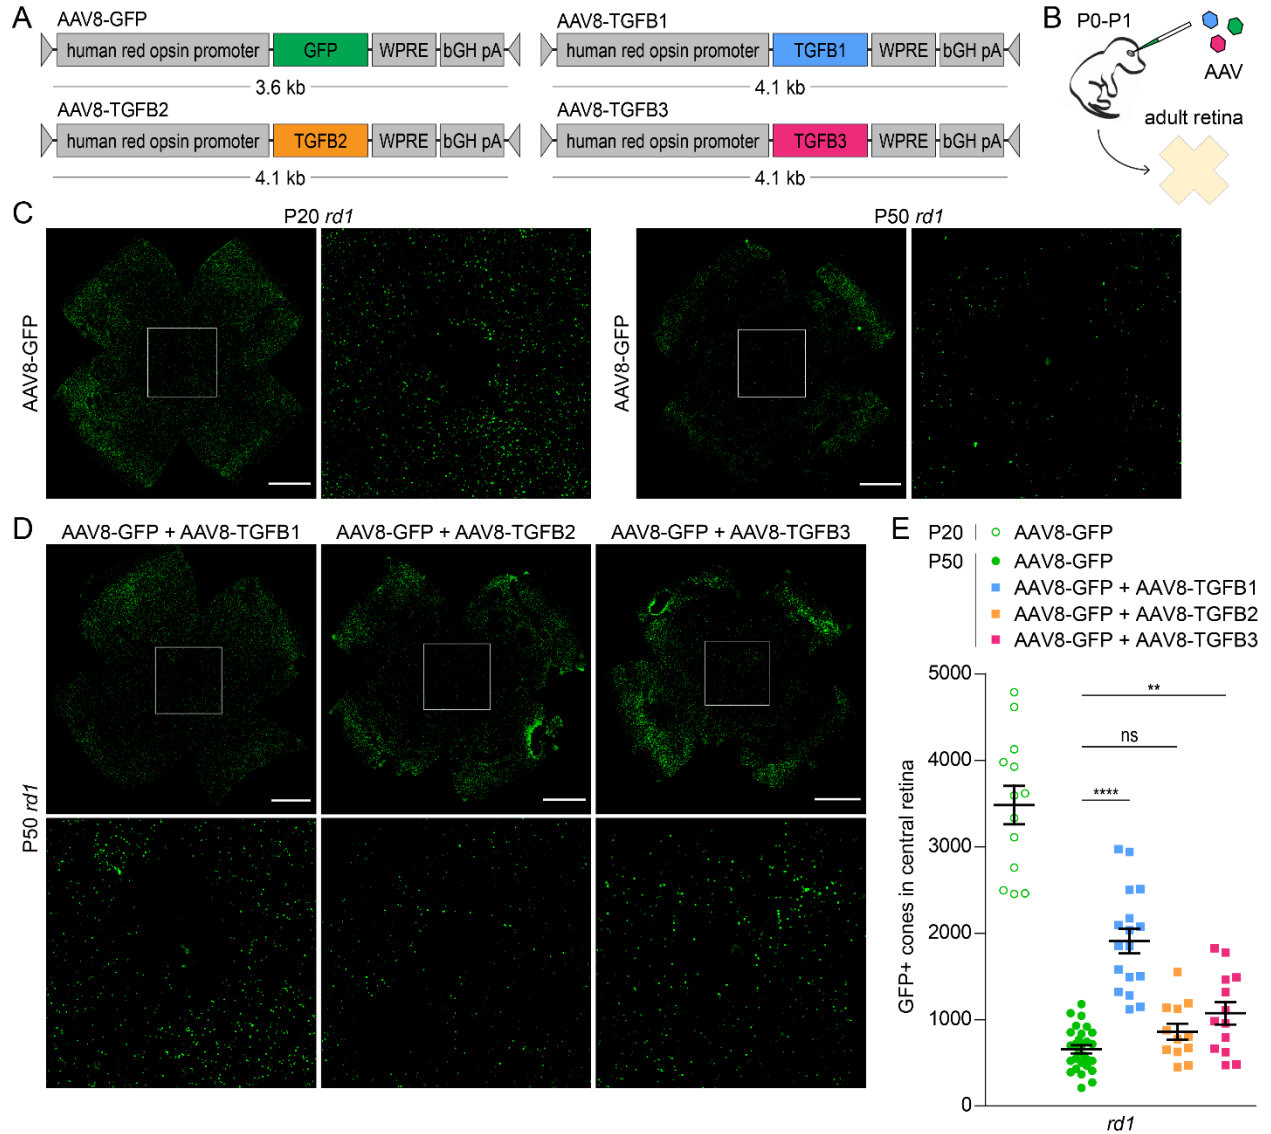 A
AAV8-GFP
human red opsin promoter GFP WPRE bGH pA
3.6 kb
AAV8-TGFB1
human red opsin promoter TGFB1 WPRE bGH pA
4.1 kb
AAV8-TGFB2
human red opsin promoter TGFB2 WPRE bGH pA
4.1 kb
AAV8-TGFB3
human red opsin promoter TGFB3 WPRE bGH pA
4.1 kb
B
P0-P1
AAV
adult retina
C
P20 rd1
AAV8-GFP
P50 rd1
AAV8-GFP
D
AAV8-GFP + AAV8-TGFB1
AAV8-GFP + AAV8-TGFB2
AAV8-GFP + AAV8-TGFB3
P50 rd1
E
P20 AAV8-GFP
P50 AAV8-GFP
AAV8-GFP + AAV8-TGFB1
AAV8-GFP + AAV8-TGFB2
AAV8-GFP + AAV8-TGFB3
GFP+ cones in central retina
5000
4000
3000
2000
1000
0
**
ns
****
rd1